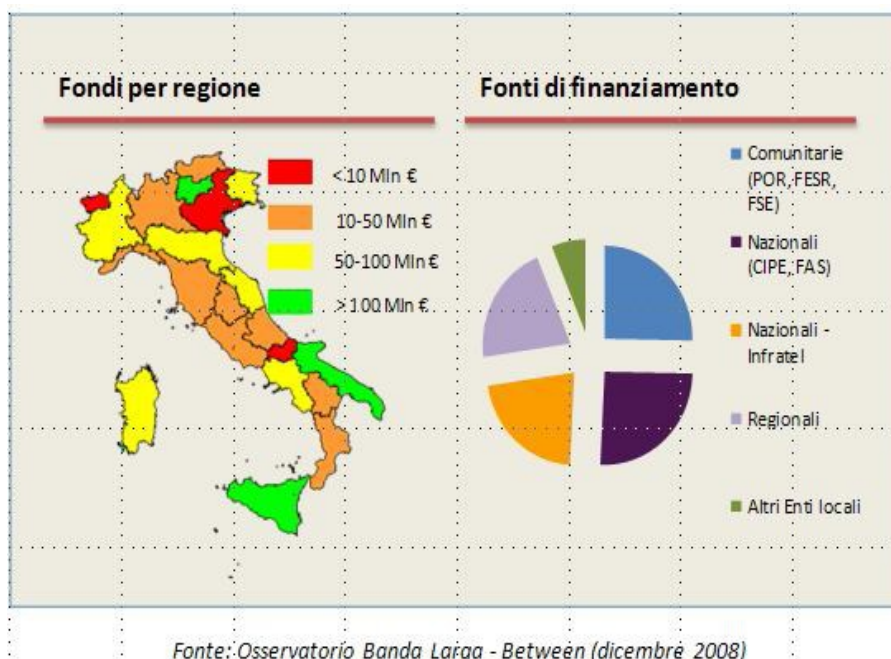 Fondi per regione
Fonti di finanziamento
<10 Mln €
10-50 Mln €
50-100 Mln €
>100 Mln €
Comunitarie
(POR, FESR,
FSE)
Nazionali
(CIPE, FAS)
Nazionali -
Infratel
Regionali
Altri Enti locali
Fonte: Osservatorio Banda Larga - Between (dicembre 2008)